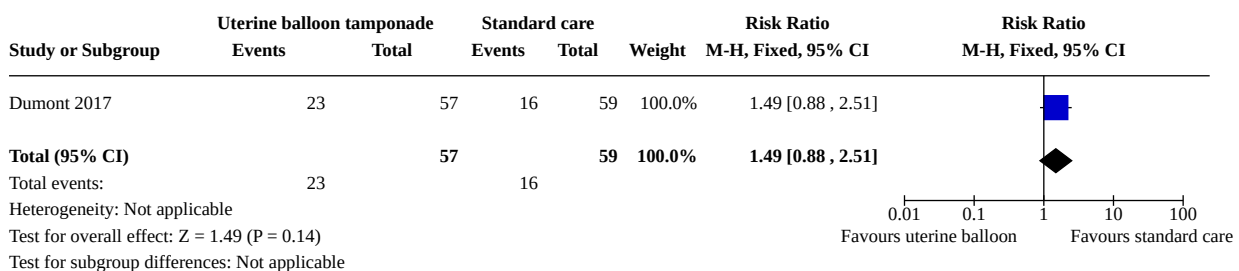 Uterine balloon tamponade Standard care Risk Ratio Risk Ratio
Study or Subgroup Events Total Events Total Weight M-H, Fixed, 95% CI M-H, Fixed, 95% CI
Dumont 2017 23 57 16 59 100.0% 1.49 [0.88 , 2.51]
Total (95% CI) 57 59 100.0% 1.49 [0.88 , 2.51]
Total events: 23 16
Heterogeneity: Not applicable
0.01 0.1 1 10 100
Test for overall effect: Z = 1.49 (P = 0.14)
Favours uterine balloon Favours standard care
Test for subgroup differences: Not applicable